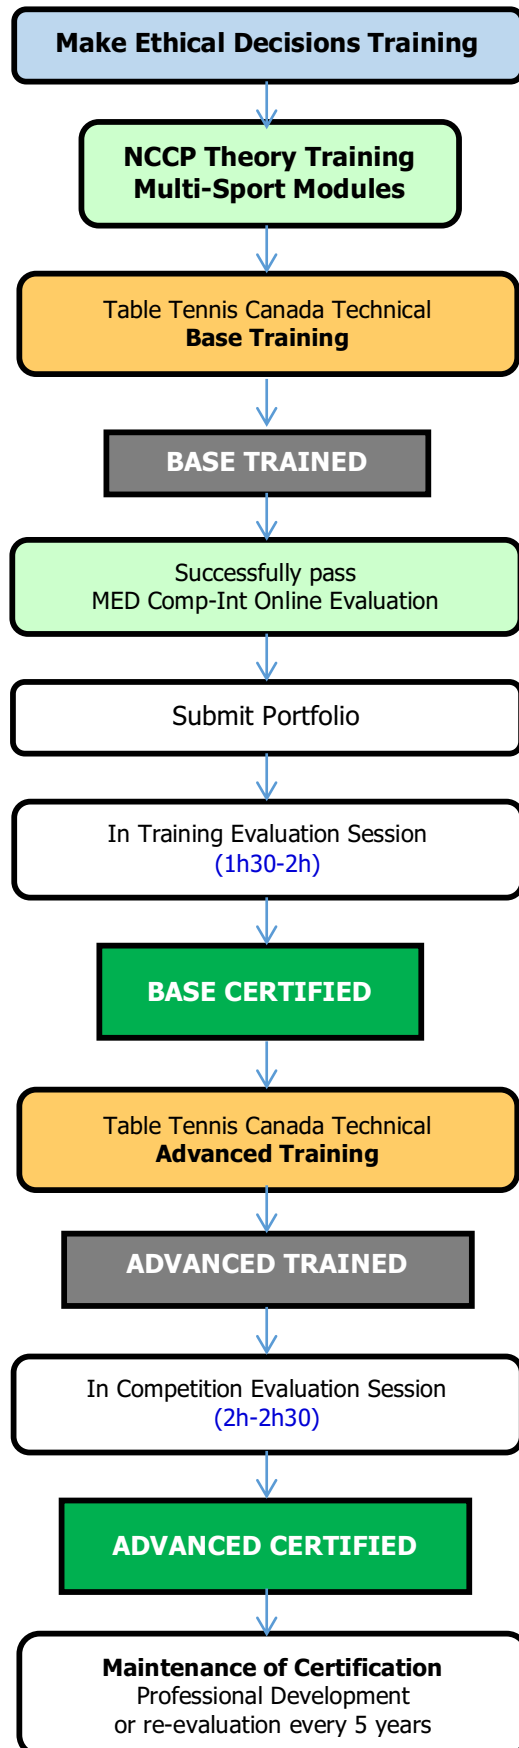 Make Ethical Decisions Training
NCCP Theory Training
Multi-Sport Modules
Table Tennis Canada Technical
Base Training
BASE TRAINED
Successfully pass
MED Comp-Int Online Evaluation
Submit Portfolio
In Training Evaluation Session
(1h30-2h)
BASE CERTIFIED
Table Tennis Canada Technical
Advanced Training
ADVANCED TRAINED
In Competition Evaluation Session
(2h-2h30)
ADVANCED CERTIFIED
Maintenance of Certification
Professional Development
or re-evaluation every 5 years